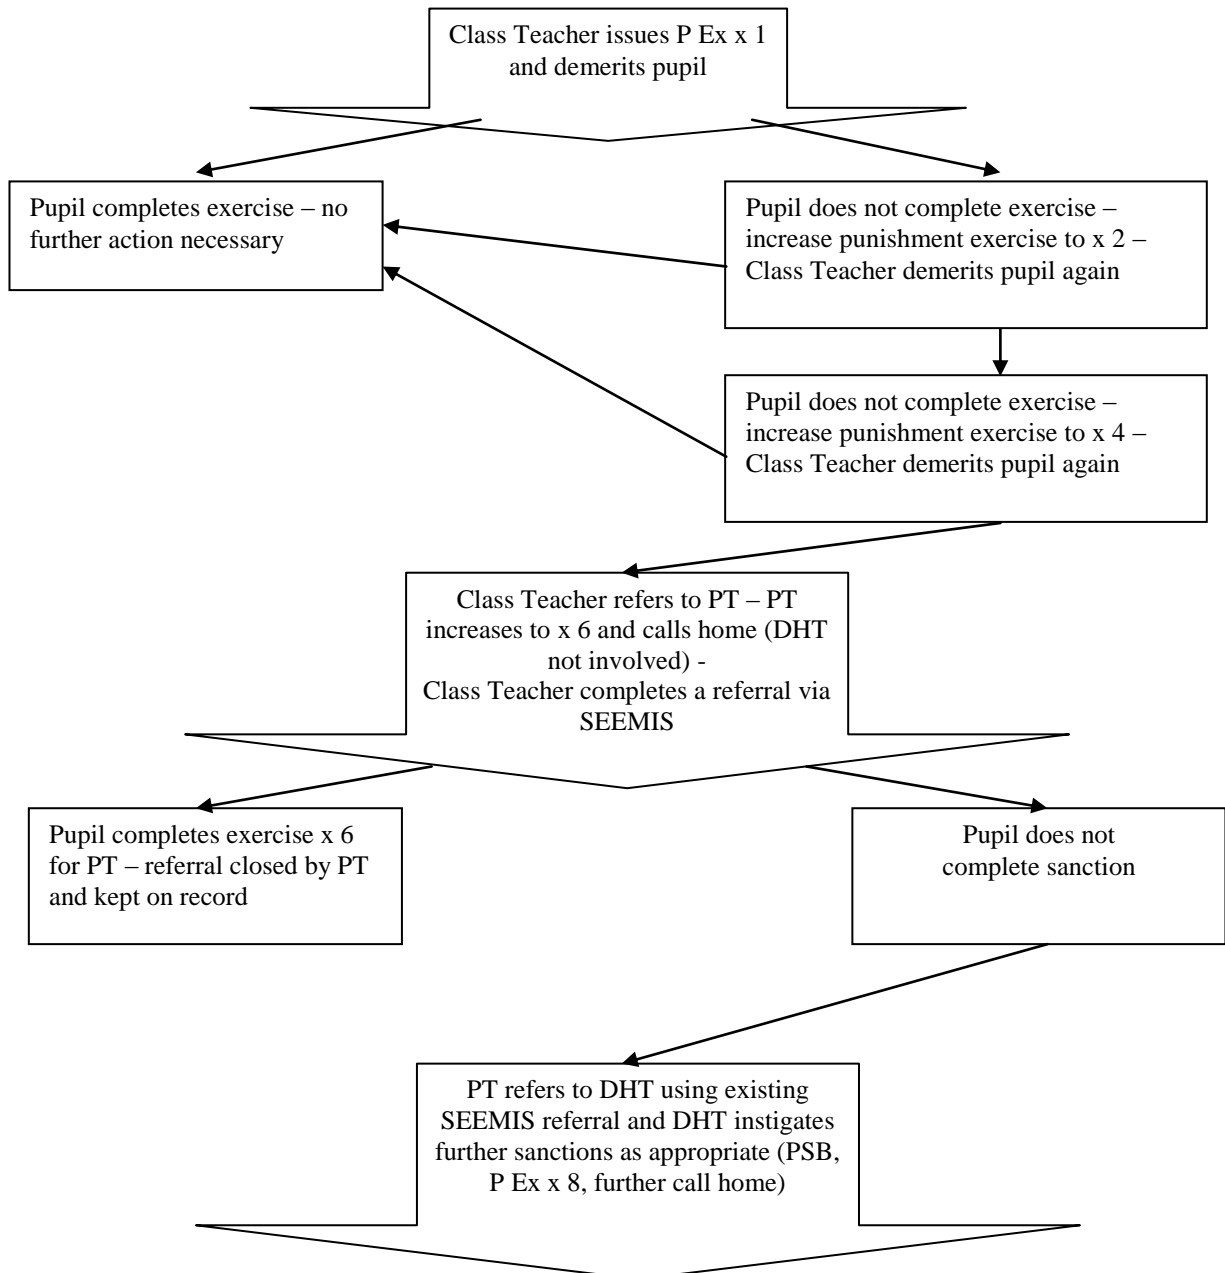 Class Teacher issues P Ex x 1
and demerits pupil
Pupil completes exercise – no
further action necessary
Pupil does not complete exercise –
increase punishment exercise to x 2 –
Class Teacher demerits pupil again
Pupil does not complete exercise –
increase punishment exercise to x 4 –
Class Teacher demerits pupil again
Class Teacher refers to PT – PT
increases to x 6 and calls home (DHT
not involved) -
Class Teacher completes a referral via
SEEMIS
Pupil completes exercise x 6
for PT – referral closed by PT
and kept on record
Pupil does not
complete sanction
PT refers to DHT using existing
SEEMIS referral and DHT instigates
further sanctions as appropriate (PSB,
P Ex x 8, further call home)